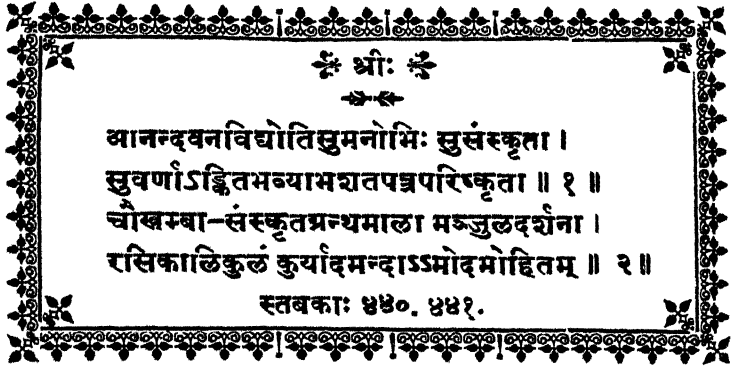 श्रीः
आनन्दवनविद्योतिसुमनोभिः सुसंस्कृता ।
सुवर्णाऽङ्कितभव्याभशतपत्रपरिष्कृता ॥ १ ॥
चौखम्बा-संस्कृतग्रन्थमाला मञ्जुलदर्शना ।
रसिकालिकुलं कुर्यादमन्दाऽऽमोदमोहितम् ॥ २॥
स्तबकाः ४४०. ४४१.